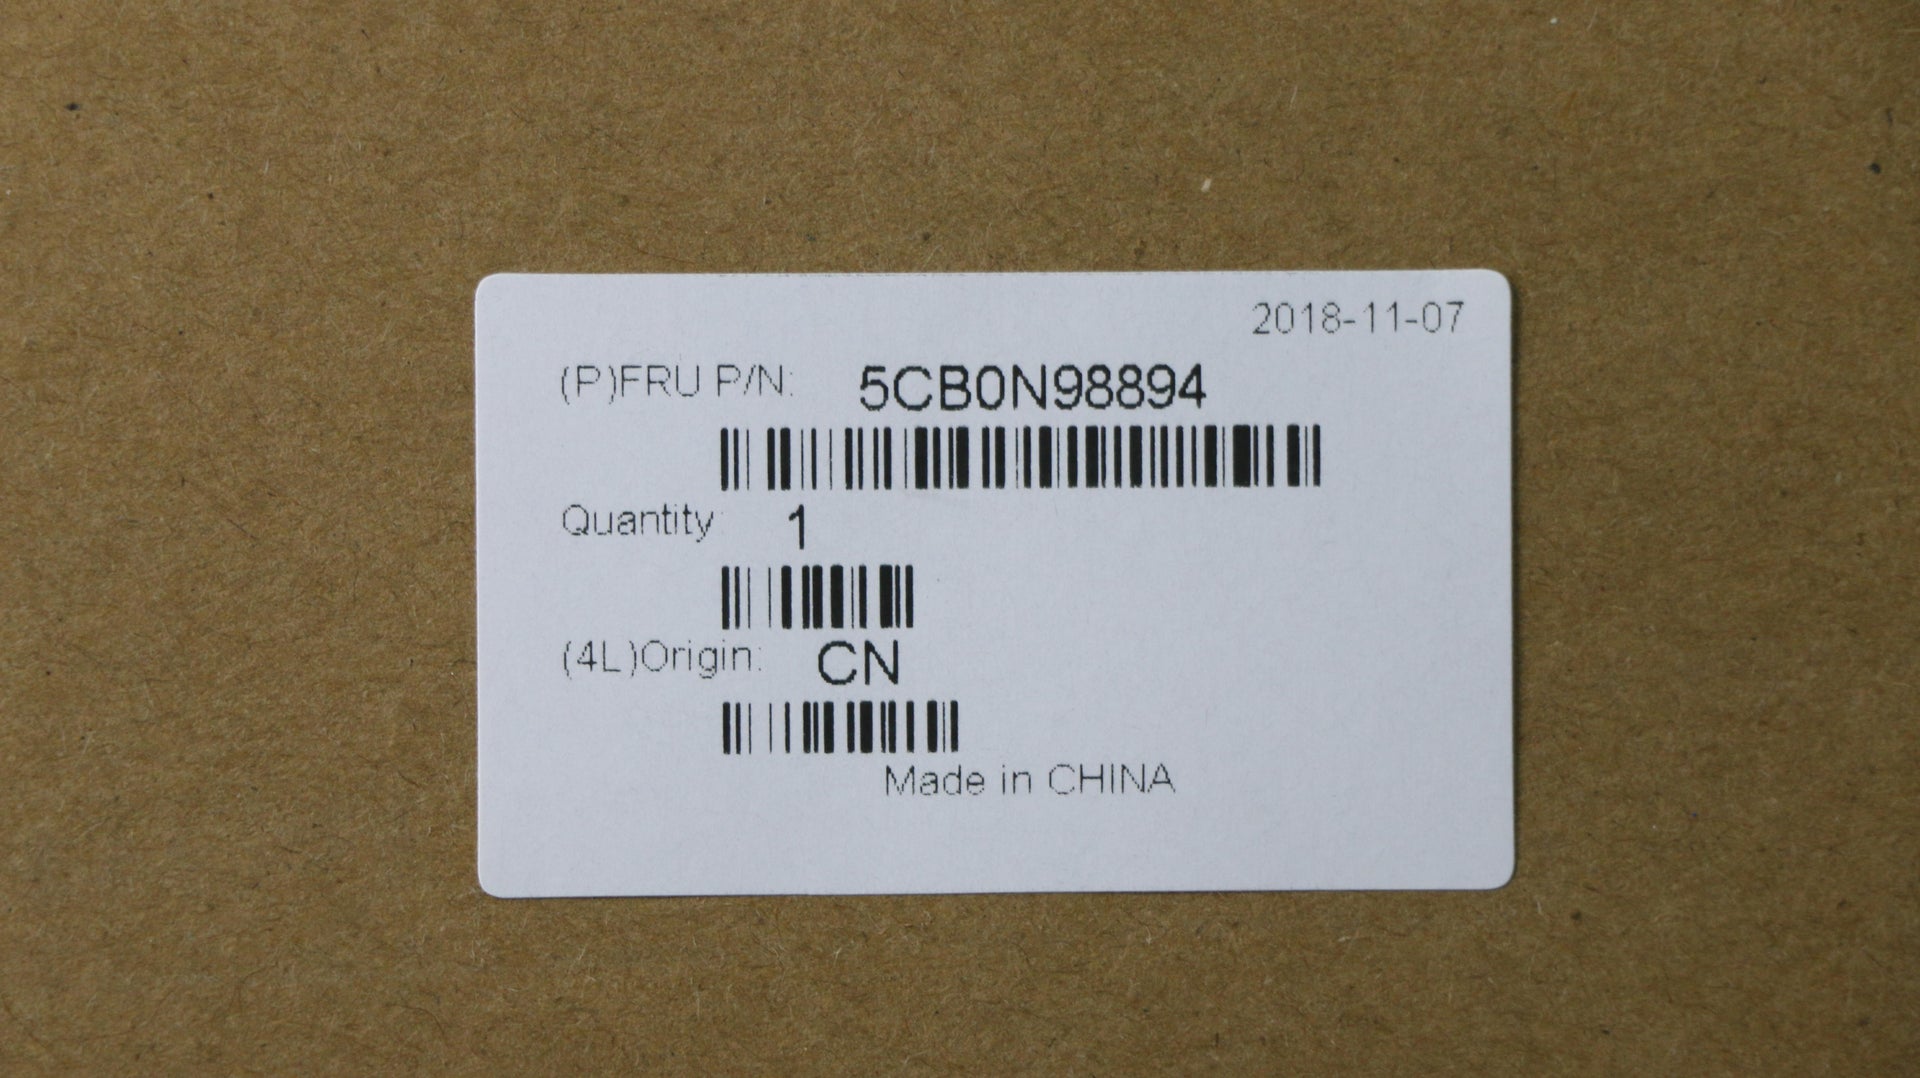 2018-11-07
(P)FRU P/N: 5CB0N98894
Quantity: 1
(4L)Origin: CN
Made in CHINA